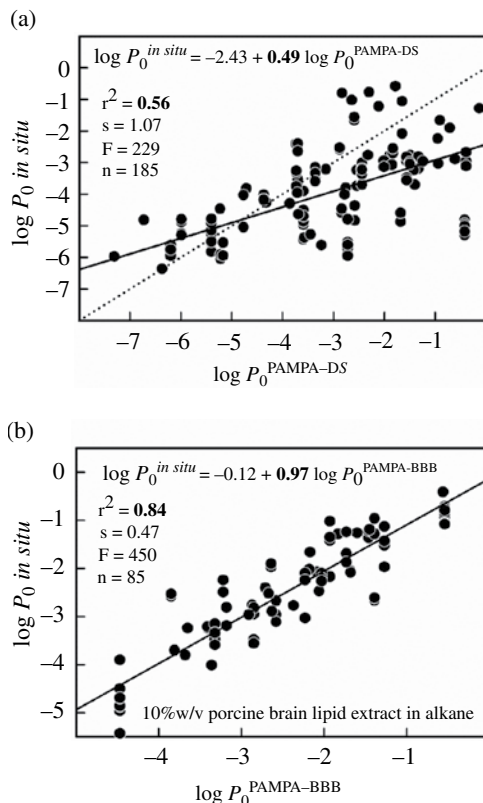 (a)
log P₀ⁱⁿ ˢⁱᵗᵘ = −2.43 + 0.49 log P₀ᴾᴬᴹᴾᴬ⁻ᴰˢ
r² = 0.56
s = 1.07
F = 229
n = 185
log P₀ in situ
0
−1
−2
−3
−4
−5
−6
−7
−7 −6 −5 −4 −3 −2 −1
log P₀ᴾᴬᴹᴾᴬ⁻ᴰˢ
(b)
log P₀ⁱⁿ ˢⁱᵗᵘ = −0.12 + 0.97 log P₀ᴾᴬᴹᴾᴬ⁻ᴮᴮᴮ
r² = 0.84
s = 0.47
F = 450
n = 85
log P₀ in situ
0
−1
−2
−3
−4
−5
10%w/v porcine brain lipid extract in alkane
−4 −3 −2 −1
log P₀ᴾᴬᴹᴾᴬ⁻ᴮᴮᴮ